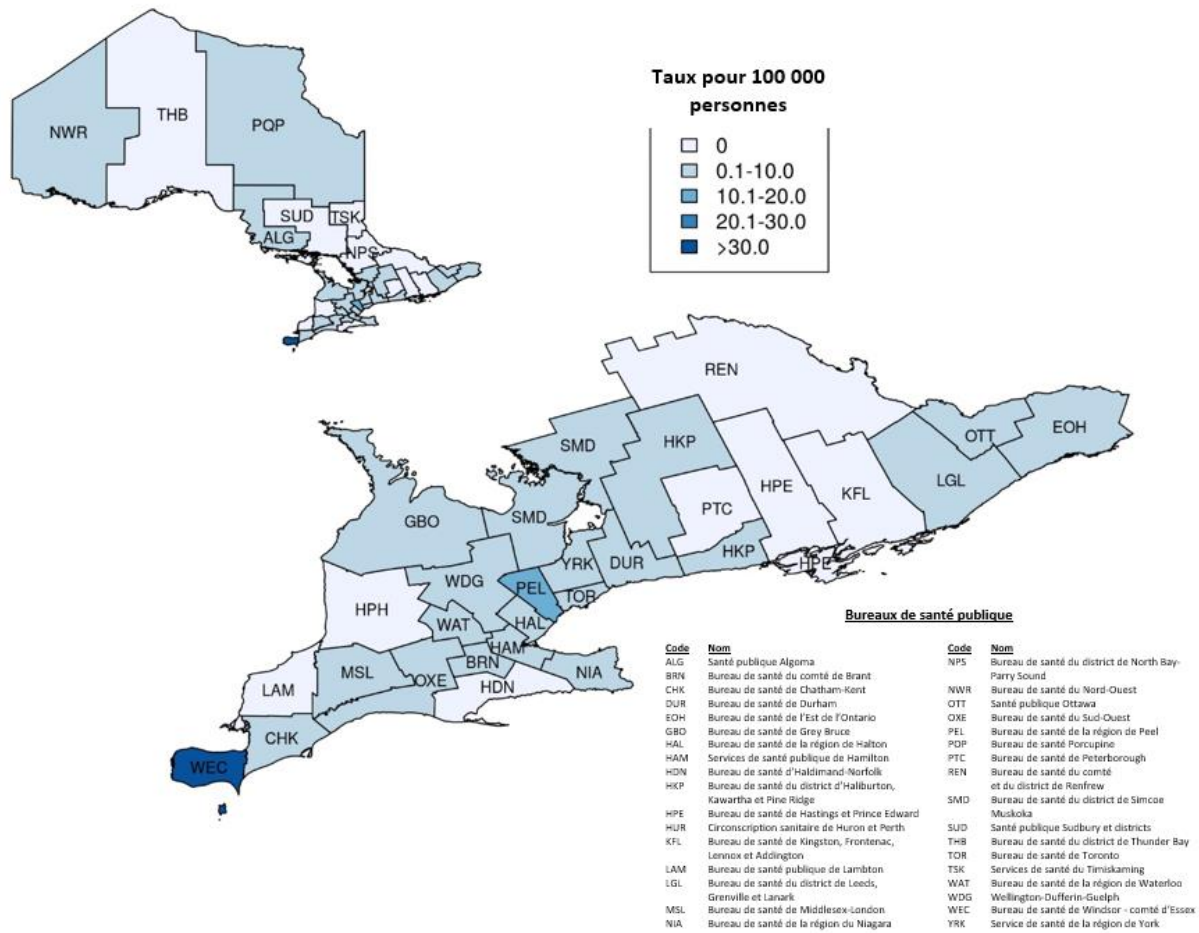 Taux pour 100 000
personnes
0
0.1-10.0
10.1-20.0
20.1-30.0
>30.0
NWR
THB
PQP
SUD
TSK
ALG
NPS
REN
SMD
HKP
OTT
EOH
LGL
HPE
KFL
PTC
GBO
SMD
HKP
YRK
DUR
HPE
WDG
PEL
TOR
HPH
WAT
HAL
HAM
MSL
OXE
BRN
NIA
HDN
LAM
CHK
WEC
Bureaux de santé publique
Code Nom
ALG Santé publique Algoma
BRN Bureau de santé du comté de Brant
CHK Bureau de santé de Chatham-Kent
DUR Bureau de santé de Durham
EOH Bureau de santé de l'Est de l'Ontario
GBO Bureau de santé de Grey Bruce
HAL Bureau de santé de la région de Halton
HAM Services de santé publique de Hamilton
HDN Bureau de santé d'Haldimand-Norfolk
HKP Bureau de santé du district d'Haliburton,
Kawartha et Pine Ridge
HPE Bureau de santé de Hastings et Prince Edward
HUR Circonscription sanitaire de Huron et Perth
KFL Bureau de santé de Kingston, Frontenac,
Lennox et Addington
LAM Bureau de santé publique de Lambton
LGL Bureau de santé du district de Leeds,
Grenville et Lanark
MSL Bureau de santé de Middlesex-London
NIA Bureau de santé de la région du Niagara
Code Nom
NPS Bureau de santé du district de North Bay-
Parry Sound
NWR Bureau de santé du Nord-Ouest
OTT Santé publique Ottawa
OXE Bureau de santé du Sud-Ouest
PEL Bureau de santé de la région de Peel
PQP Bureau de santé Porcupine
PTC Bureau de santé de Peterborough
REN Bureau de santé du comté
et du district de Renfrew
SMD Bureau de santé du district de Simcoe
Muskoka
SUD Santé publique Sudbury et districts
THB Bureau de santé du district de Thunder Bay
TOR Bureau de santé de Toronto
TSK Services de santé du Timiskaming
WAT Bureau de santé de la région de Waterloo
WDG Wellington-Dufferin-Guelph
WEC Bureau de santé de Windsor - comté d'Essex
YRK Service de santé de la région de York